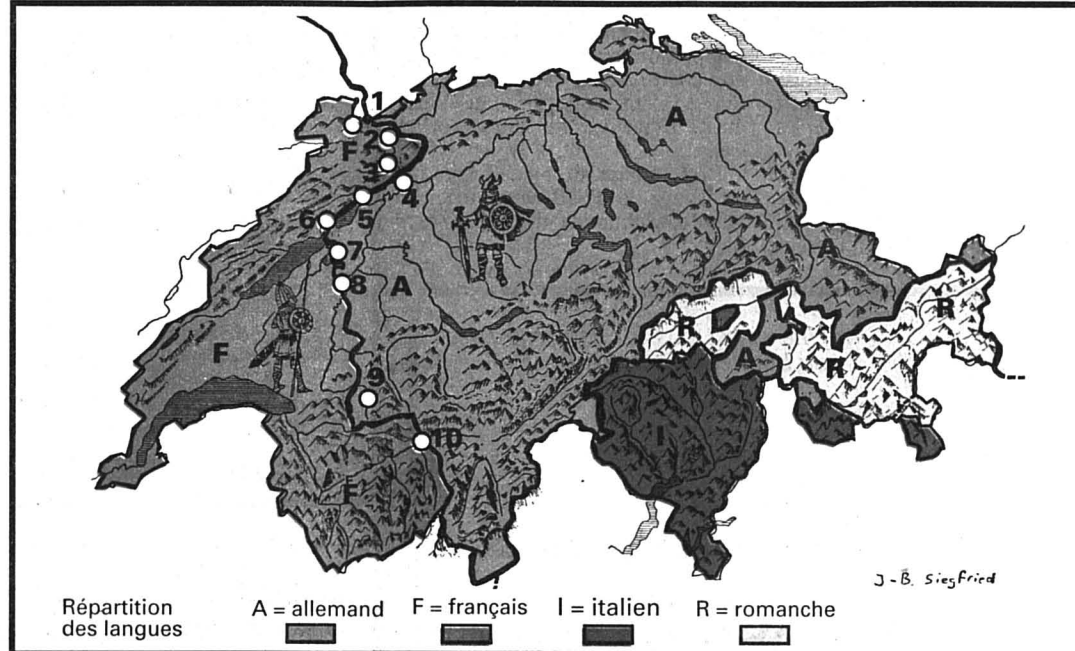 1
A
2
F
3
4
5
6
7
A
8
A
R
R
F
A
R
9
I
10
F
J-B. Siegfried
Répartition
des langues
A = allemand
F = français
I = italien
R = romanche